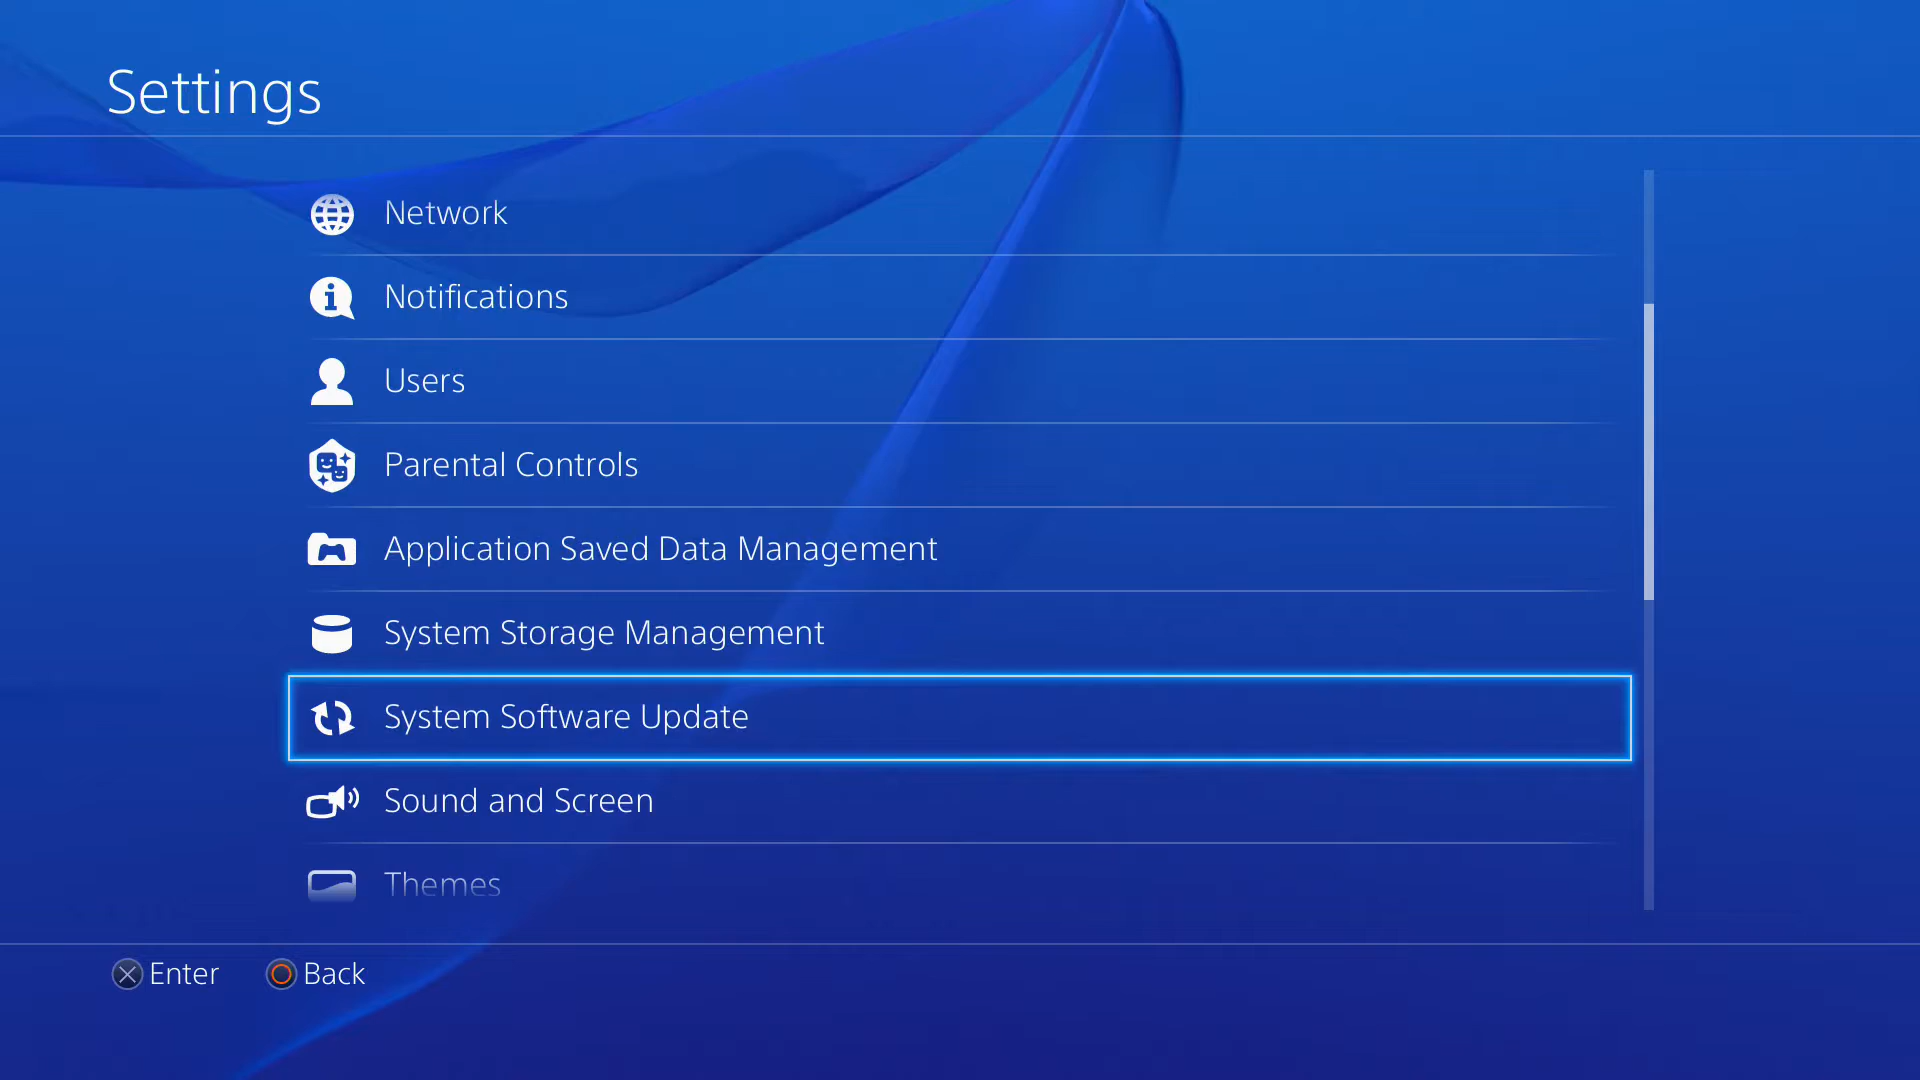 Settings
Network
Notifications
Users
Parental Controls
Application Saved Data Management
System Storage Management
System Software Update
Sound and Screen
Themes
Enter Back